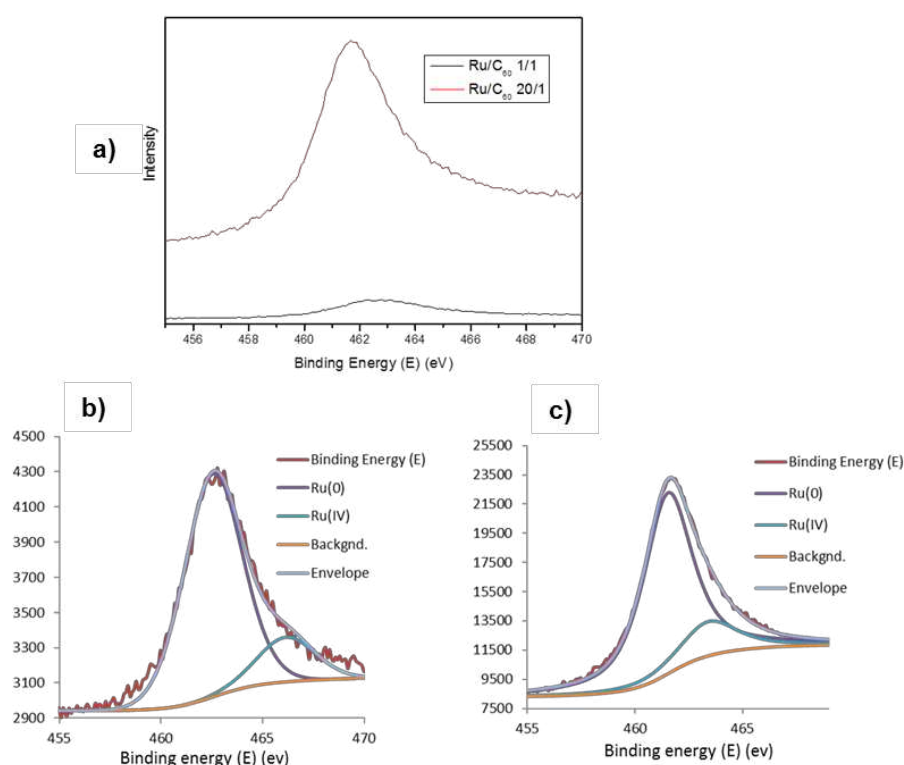 a)
Intensity
Ru/C60 1/1
Ru/C60 20/1
456 458 460 462 464 466 468 470
Binding Energy (E) (eV)
b)
4500
4300
4100
3900
3700
3500
3300
3100
2900
455 460 465 470
Binding energy (E) (ev)
Binding Energy (E)
Ru(0)
Ru(IV)
Backgnd.
Envelope
c)
25500
23500
21500
19500
17500
15500
13500
11500
9500
7500
455 460 465
Binding energy (E) (ev)
Binding Energy (E)
Ru(0)
Ru(IV)
Backgnd.
Envelope